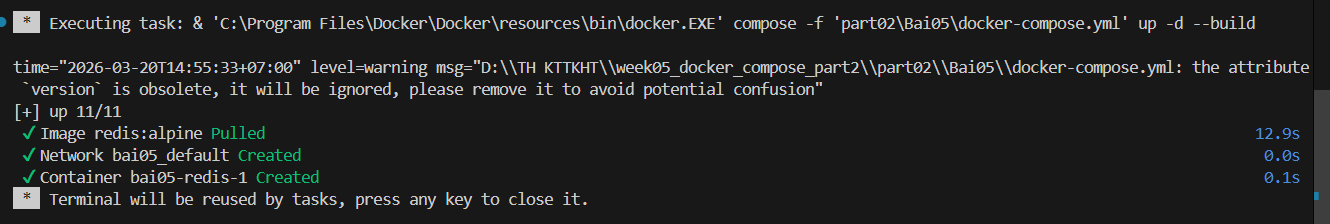 * Executing task: & 'C:\Program Files\Docker\Docker\resources\bin\docker.EXE' compose -f 'part02\Bai05\docker-compose.yml' up -d --build
time="2026-03-20T14:55:33+07:00" level=warning msg="D:\\TH KTTKHT\\week05_docker_compose_part2\\part02\\Bai05\\docker-compose.yml: the attribute
`version` is obsolete, it will be ignored, please remove it to avoid potential confusion"
[+] up 11/11
✓ Image redis:alpine Pulled 12.9s
✓ Network bai05_default Created 0.0s
✓ Container bai05-redis-1 Created 0.1s
* Terminal will be reused by tasks, press any key to close it.